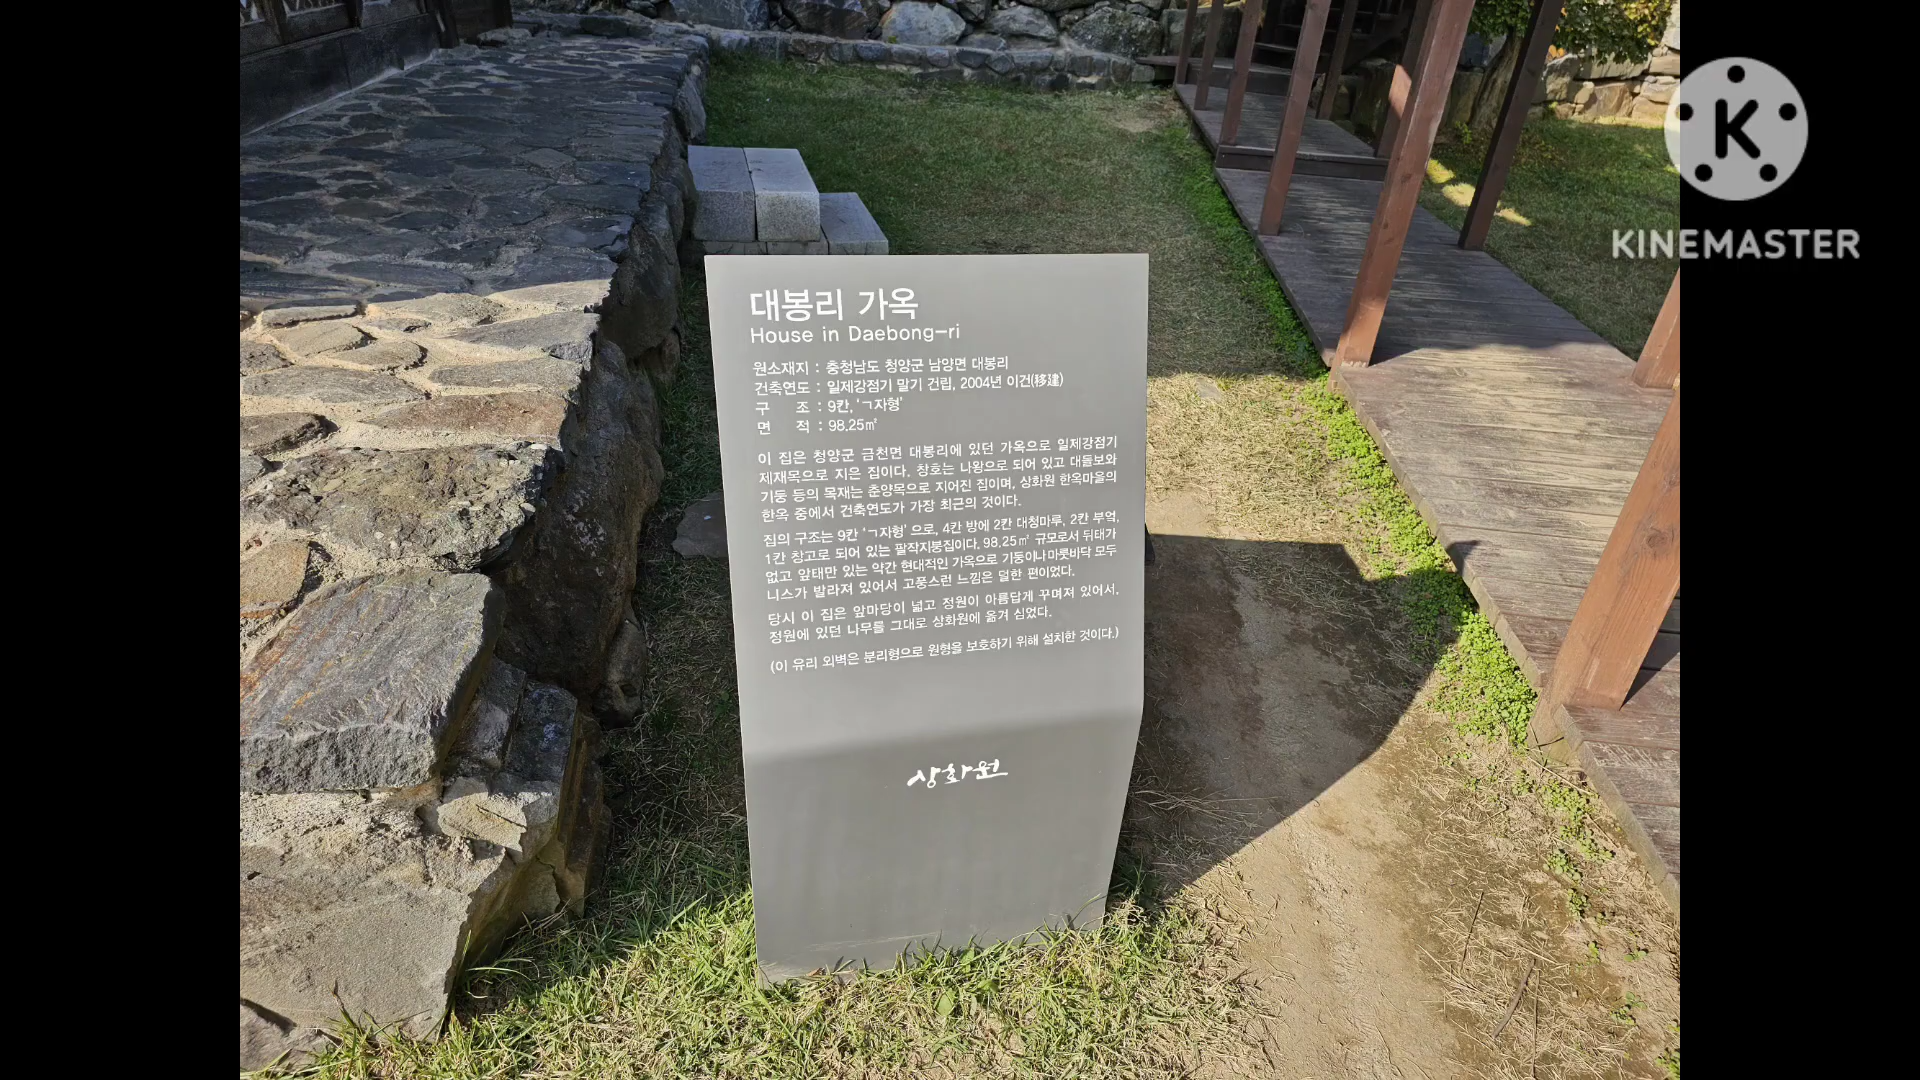 대봉리 가옥
House in Daebong-ri
원소재지 : 충청남도 청양군 남양면 대봉리
건축연도 : 일제강점기 말기 건립, 2004년 이건(移建)
구 조 : 9칸, 'ㄱ자형'
면 적 : 98.25㎡
이 집은 청양군 금천면 대봉리에 있던 가옥으로 일제강점기
제재목으로 지은 집이다. 창호는 나왕으로 되어 있고 대들보와
기둥 등의 목재는 춘양목으로 지어진 집이며, 상화원 한옥마을의
한옥 중에서 건축연도가 가장 최근의 것이다.
집의 구조는 9칸 'ㄱ자형' 으로, 4칸 방에 2칸 대청마루, 2칸 부엌,
1칸 창고로 되어 있는 팔작지붕집이다. 98.25㎡ 규모로서 뒤태가
없고 앞태만 있는 약간 현대적인 가옥으로 기둥이나 마룻바닥 모두
니스가 발라져 있어서 고풍스런 느낌은 덜한 편이었다.
당시 이 집은 앞마당이 넓고 정원이 아름답게 꾸며져 있어서,
정원에 있던 나무를 그대로 상화원에 옮겨 심었다.
(이 유리 외벽은 분리형으로 원형을 보호하기 위해 설치한 것이다.)
상화원
K
KINEMASTER